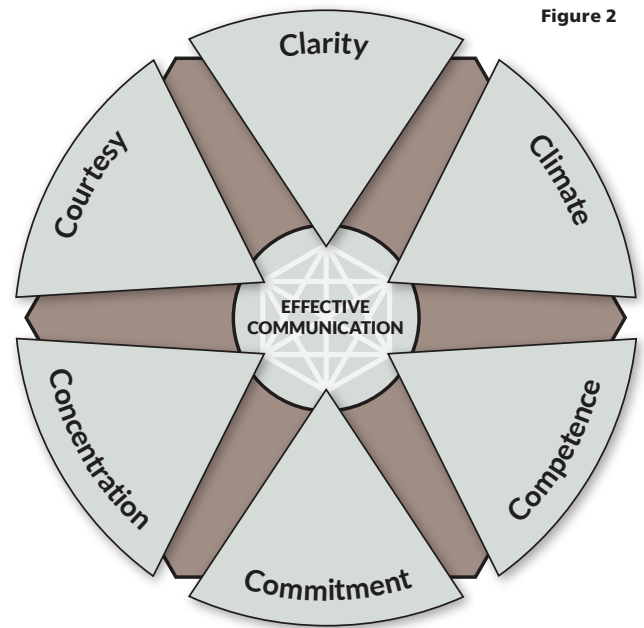 Figure 2
Clarity
Climate
Competence
Commitment
Concentration
Courtesy
EFFECTIVE
COMMUNICATION